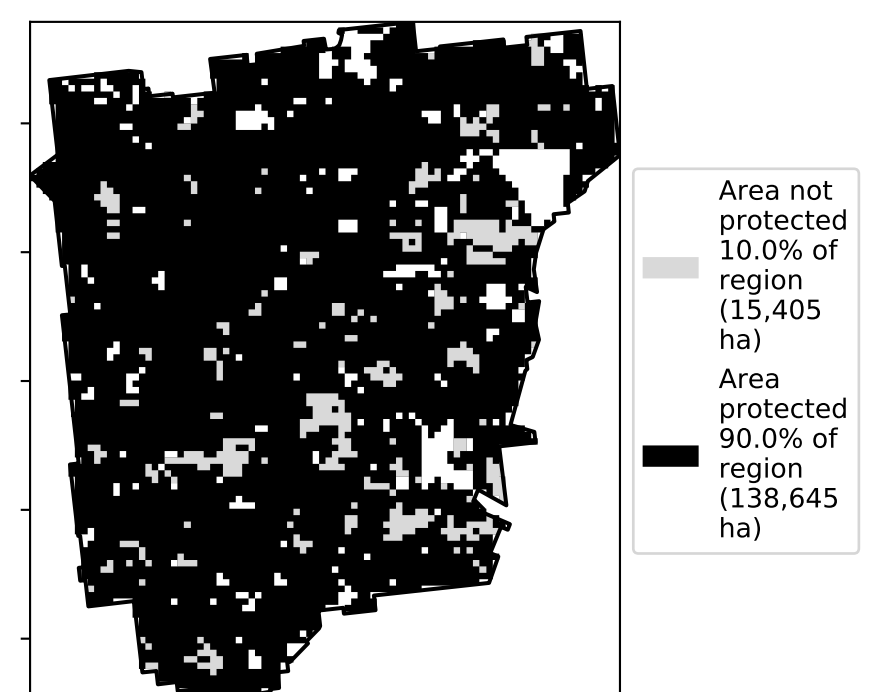 Area not
protected
10.0% of
region
(15,405
ha)
Area
protected
90.0% of
region
(138,645
ha)